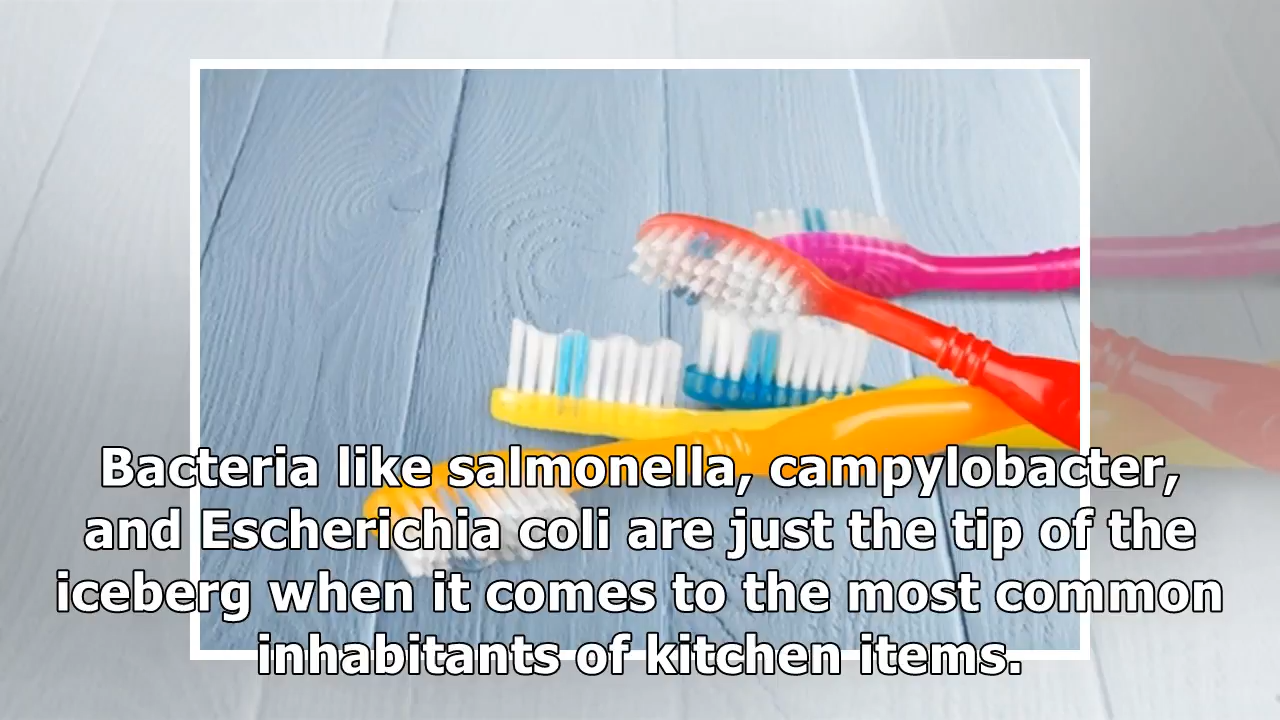 Bacteria like salmonella, campylobacter,
and Escherichia coli are just the tip of the
iceberg when it comes to the most common
inhabitants of kitchen items.